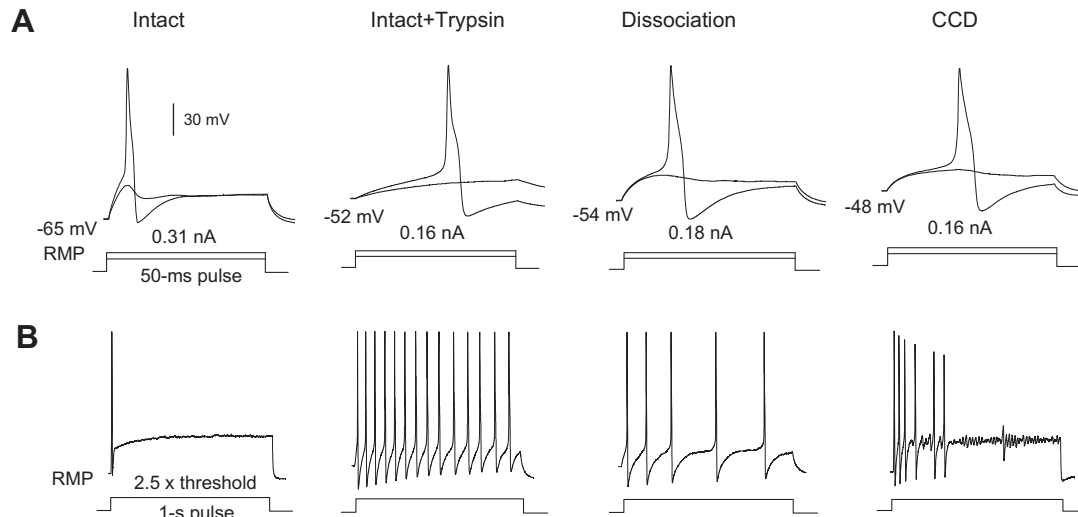 A
Intact
Intact+Trypsin
Dissociation
CCD
30 mV
-65 mV
-52 mV
-54 mV
-48 mV
RMP
0.31 nA
0.16 nA
0.18 nA
0.16 nA
50-ms pulse
B
RMP
2.5 x threshold
1-s pulse